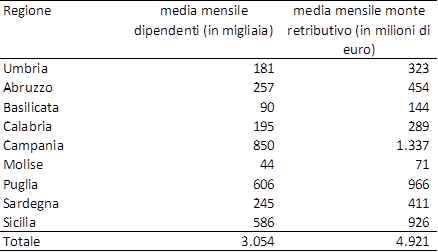 Regione media mensile dipendenti (in migliaia) media mensile monte retributivo (in milioni di euro)
Umbria 181 323
Abruzzo 257 454
Basilicata 90 144
Calabria 195 289
Campania 850 1.337
Molise 44 71
Puglia 606 966
Sardegna 245 411
Sicilia 586 926
Totale 3.054 4.921